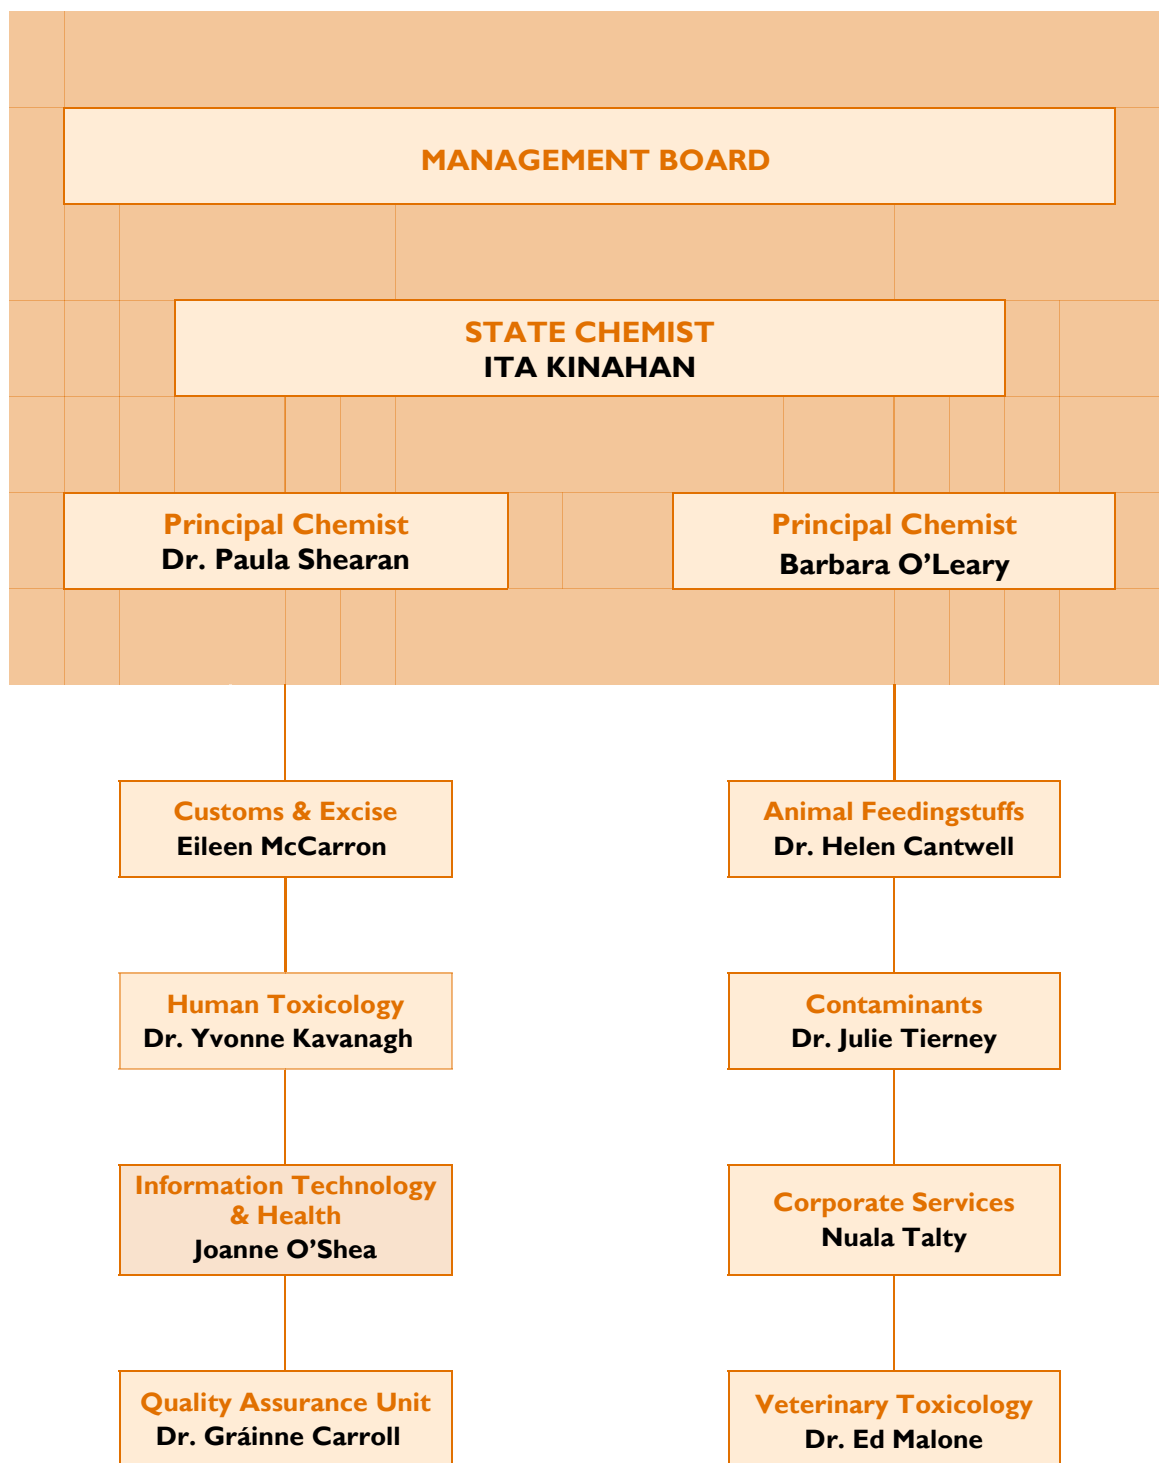 MANAGEMENT BOARD
STATE CHEMIST
ITA KINAHAN
Principal Chemist
Dr. Paula Shearan
Principal Chemist
Barbara O’Leary
Customs & Excise
Eileen McCarron
Animal Feedingstuffs
Dr. Helen Cantwell
Human Toxicology
Dr. Yvonne Kavanagh
Contaminants
Dr. Julie Tierney
Information Technology
& Health
Joanne O’Shea
Corporate Services
Nuala Talty
Quality Assurance Unit
Dr. Gráinne Carroll
Veterinary Toxicology
Dr. Ed Malone